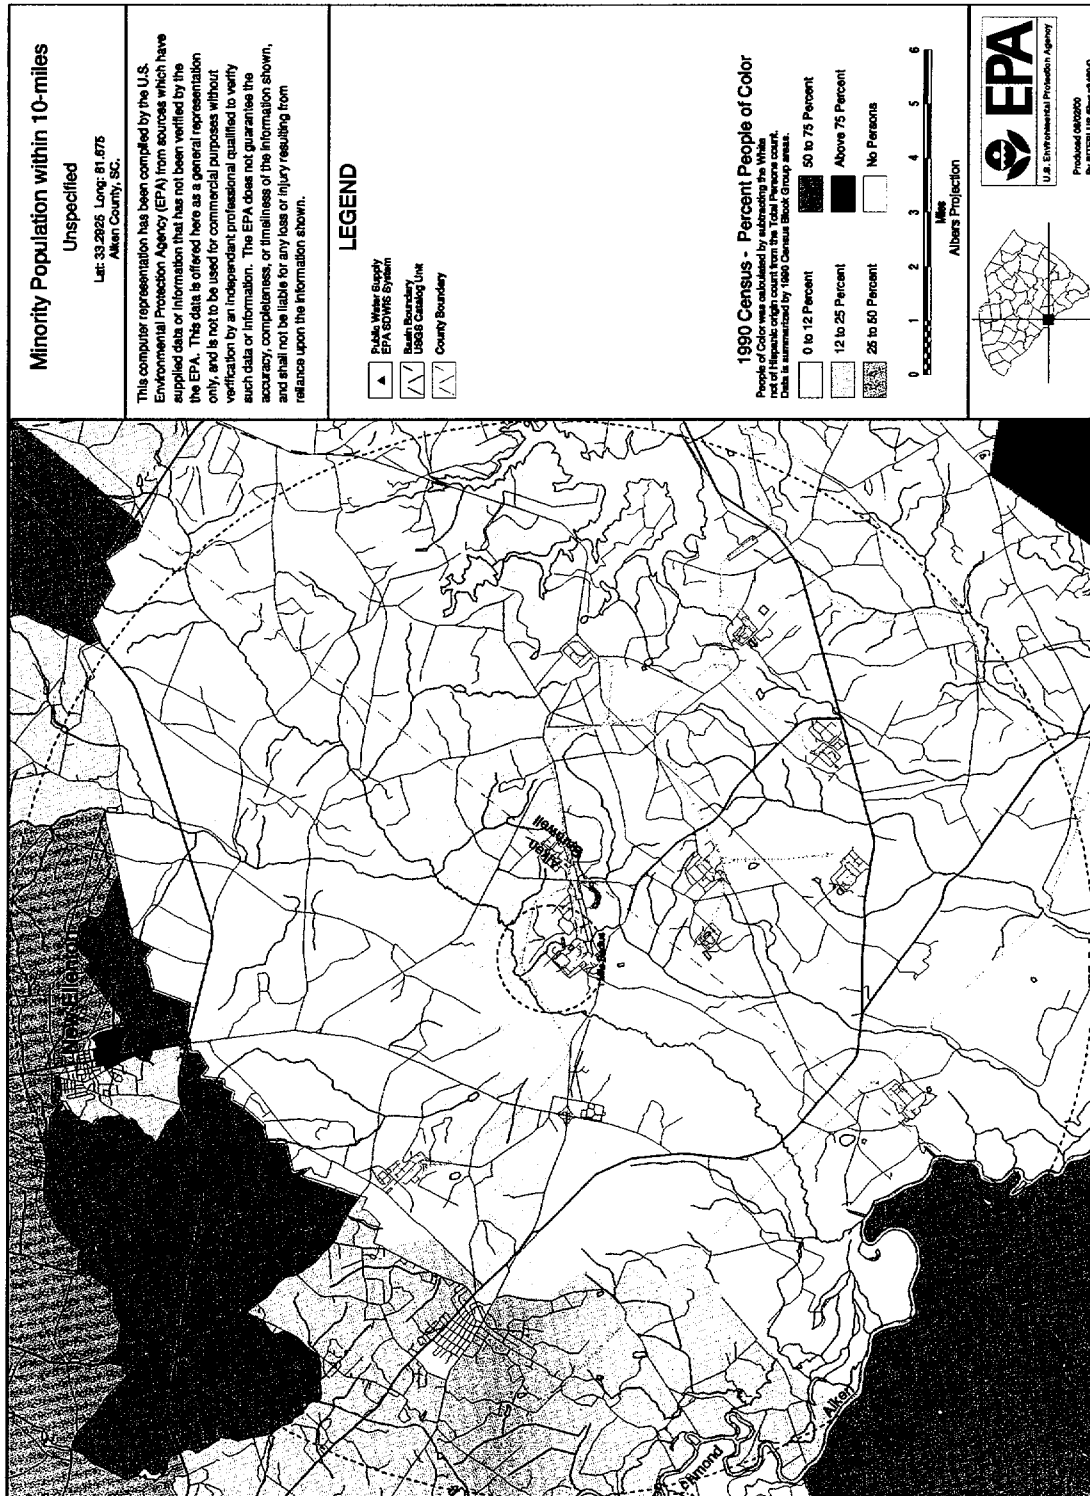 Minority Population within 10-miles
Unspecified
Lat: 33.2925 Long: 81.675
Aiken County, SC.
This computer representation has been compiled by the U.S.
Environmental Protection Agency (EPA) from sources which have
supplied data or information that has not been verified by the
the EPA. This data is offered here as a general representation
only, and is not to be used for commercial purposes without
verification by an independant professional qualified to verify
such data or information. The EPA does not guarantee the
accuracy, completeness, or timeliness of the information shown,
and shall not be liable for any loss or injury resulting from
reliance upon the information shown.
LEGEND
Public Water Supply
EPA SDWIS System
Basin Boundary
USGS Catalog Unit
County Boundary
1990 Census - Percent People of Color
People of Color was calculated by subtracting the White
not of Hispanic origin count from the Total Persons count.
Data is summarized by 1990 Census Block Group areas.
0 to 12 Percent
12 to 25 Percent
25 to 50 Percent
50 to 75 Percent
Above 75 Percent
No Persons
0 1 2 3 4 5 6
Miles
Albers Projection
EPA
U.S. Environmental Protection Agency
New Ellenton
Aiken
Barnwell
Aiken